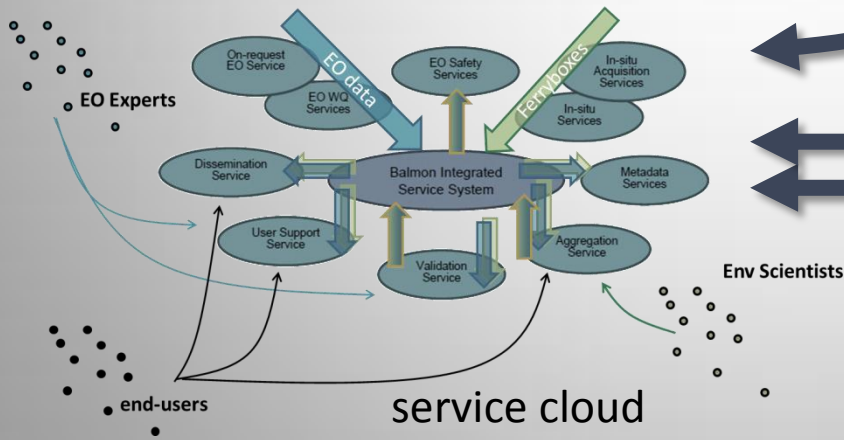 On-request
EO Service
EO data
EO Safety
Services
Ferryboxes
In-situ
Acquisition
Services
EO WQ
Services
In-situ
Services
EO Experts
Dissemination
Service
Balmon Integrated
Service System
Metadata
Services
User Support
Service
Validation
Service
Aggregation
Service
Env Scientists
end-users
service cloud